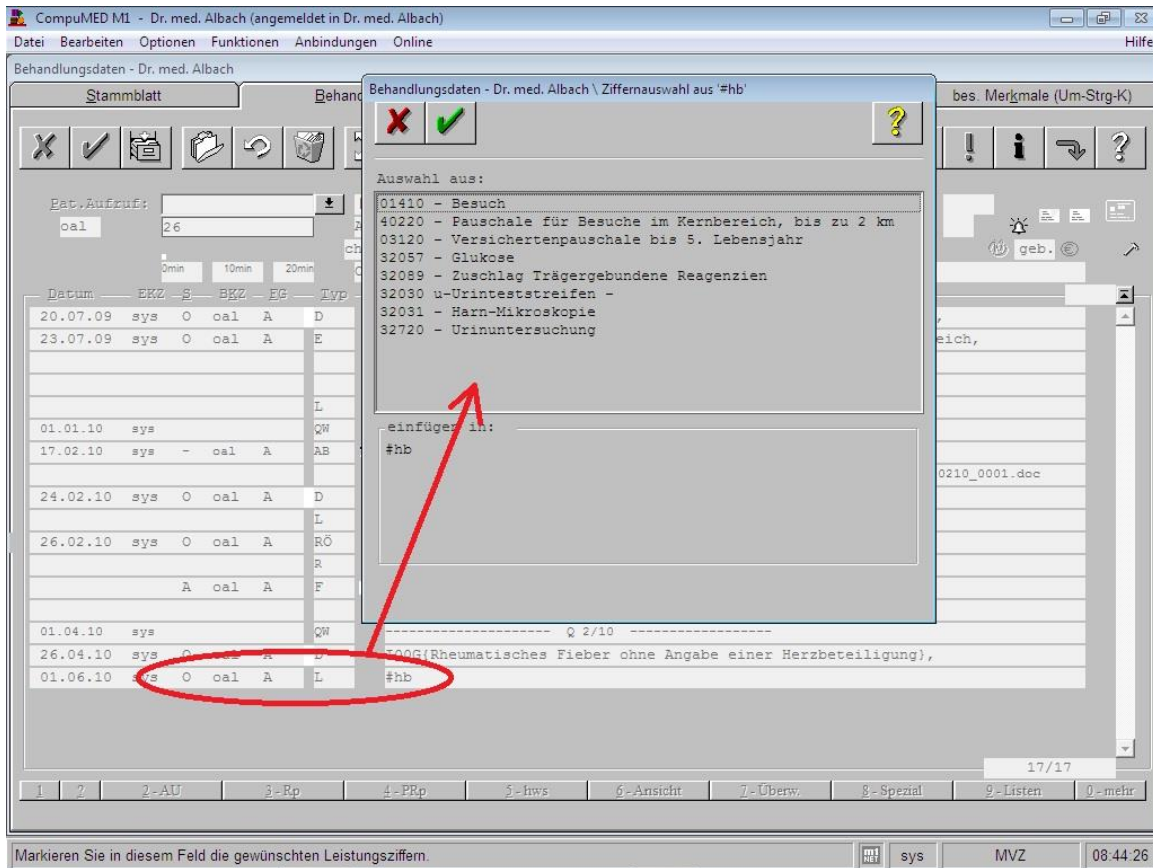 CompuMED M1 - Dr. med. Albach (angemeldet in Dr. med. Albach)
Datei Bearbeiten Optionen Funktionen Anbindungen Online Hilfe
Behandlungsdaten - Dr. med. Albach
Stammblatt Behand bes. Merkmale (Um-Strg-K)
Behandlungsdaten - Dr. med. Albach \ Ziffernauswahl aus '#hb'
Auswahl aus:
01410 - Besuch
40220 - Pauschale für Besuche im Kernbereich, bis zu 2 km
03120 - Versichertenpauschale bis 5. Lebensjahr
32057 - Glukose
32089 - Zuschlag Trägergebundene Reagenzien
32030 u-Urinteststreifen -
32031 - Harn-Mikroskopie
32720 - Urinuntersuchung
einfügen in:
#hb
Pat.Aufruf:
oal 26
geb.
0min 10min 20min
Datum EKZ S BKZ FG Typ
20.07.09 sys O oal A D
23.07.09 sys O oal A E eich,
L
01.01.10 sys QW
17.02.10 sys - oal A AB
0210_0001.doc
24.02.10 sys O oal A D
L
26.02.10 sys O oal A RÖ
R
A oal A F
01.04.10 sys QW --------------------- Q 2/10 ------------------
26.04.10 sys O oal A D I00G{Rheumatisches Fieber ohne Angabe einer Herzbeteiligung},
01.06.10 sys O oal A L #hb
17/17
1 2 2-AU 3-Rp 4-PRp 5-hws 6-Ansicht 7-Überw. 8-Spezial 9-Listen 0-mehr
Markieren Sie in diesem Feld die gewünschten Leistungsziffern. sys MVZ 08:44:26